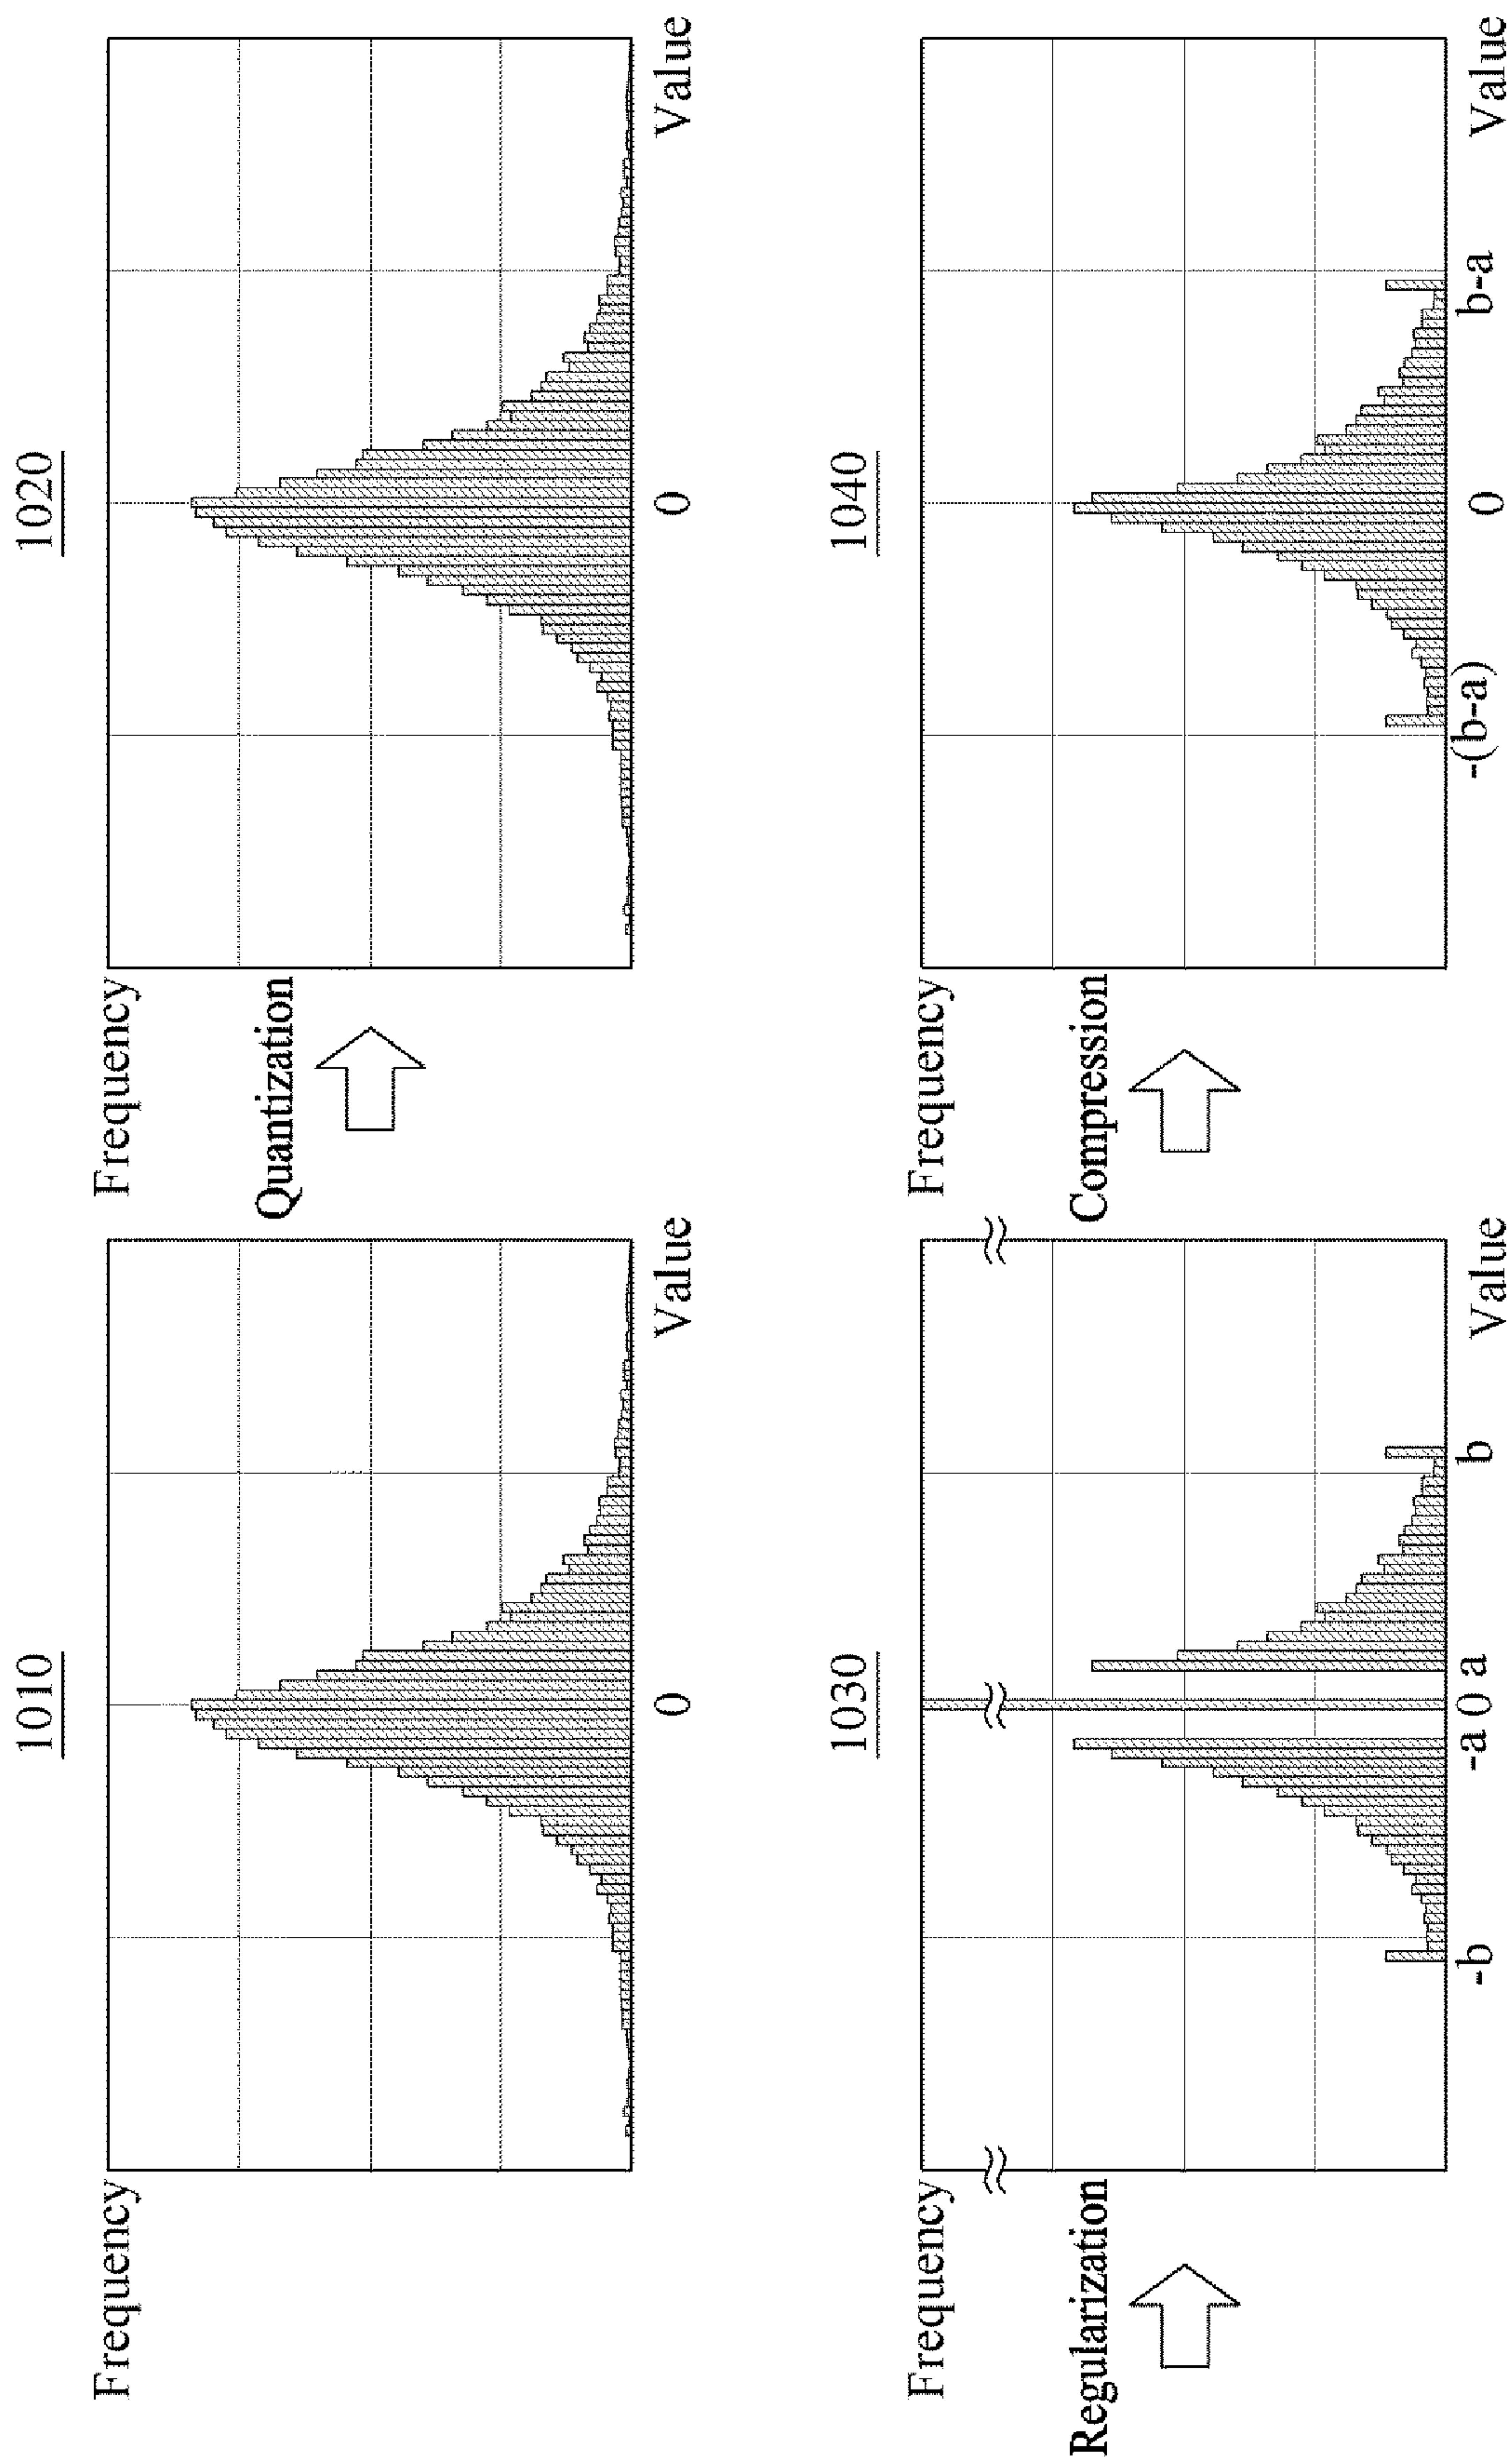 1010
Frequency
0
Value
Quantization
1020
Frequency
0
Value
Regularization
1030
Frequency
-b
-a
0
a
b
Value
Compression
1040
Frequency
-(b-a)
0
b-a
Value